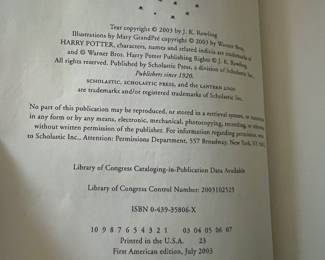 Text copyright © 2003 by J. K. Rowling
Illustrations by Mary GrandPré copyright © 2003 by Warner Bros.
HARRY POTTER, characters, names and related indicia are trademarks of
and © Warner Bros. Harry Potter Publishing Rights © J. K. Rowling.
All rights reserved. Published by Scholastic Press, a division of Scholastic Inc.
Publishers since 1920.
SCHOLASTIC, SCHOLASTIC PRESS, and the LANTERN LOGO
are trademarks and/or registered trademarks of Scholastic Inc.
No part of this publication may be reproduced, or stored in a retrieval system, or
in any form or by any means, electronic, mechanical, photocopying, recording, or
without written permission of the publisher. For information regarding permission,
to Scholastic Inc., Attention: Permissions Department, 557 Broadway, New York, NY
Library of Congress Cataloging-in-Publication Data Available
Library of Congress Control Number: 2003102525
ISBN 0-439-35806-X
10 9 8 7 6 5 4 3 2 1 03 04 05 06 07
Printed in the U.S.A. 23
First American edition, July 2003